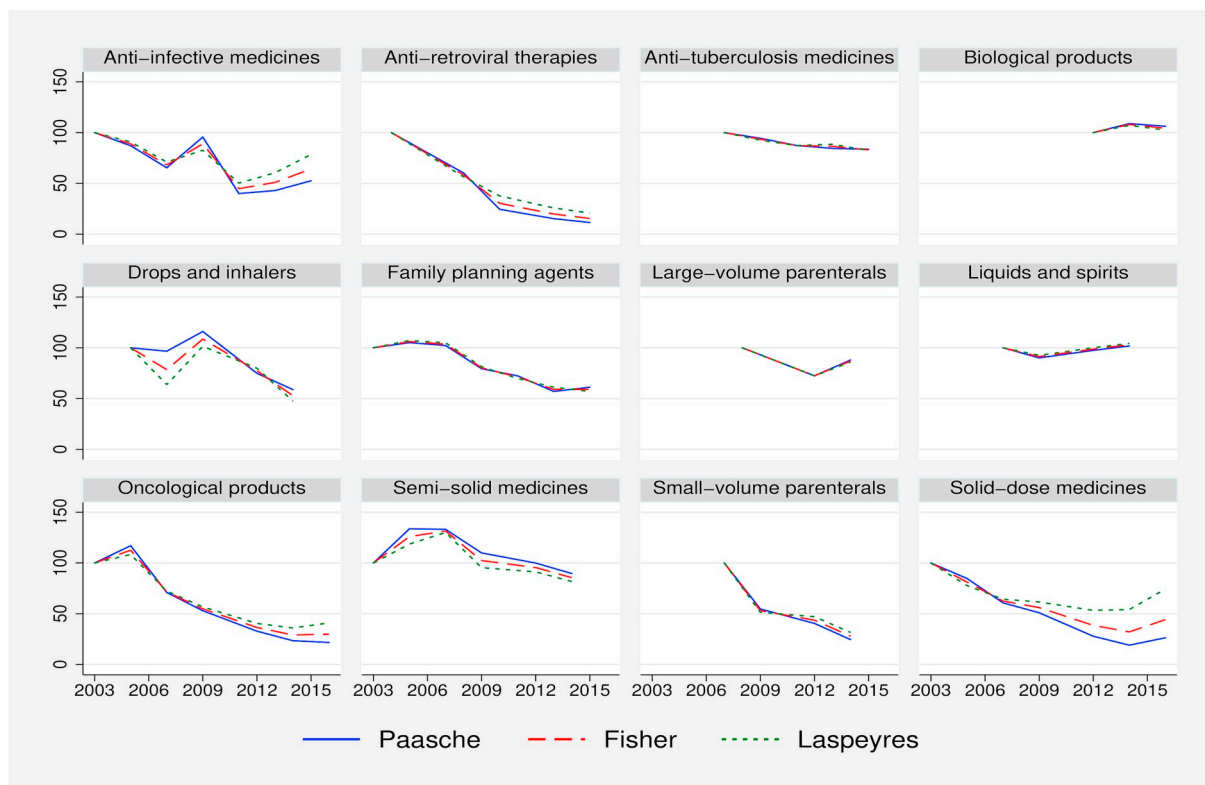 Anti−infective medicines
Anti−retroviral therapies
Anti−tuberculosis medicines
Biological products
150
100
50
0
Drops and inhalers
Family planning agents
Large−volume parenterals
Liquids and spirits
150
100
50
0
Oncological products
Semi−solid medicines
Small−volume parenterals
Solid−dose medicines
150
100
50
0
2003 2006 2009 2012 2015
2003 2006 2009 2012 2015
2003 2006 2009 2012 2015
2003 2006 2009 2012 2015
Paasche Fisher Laspeyres